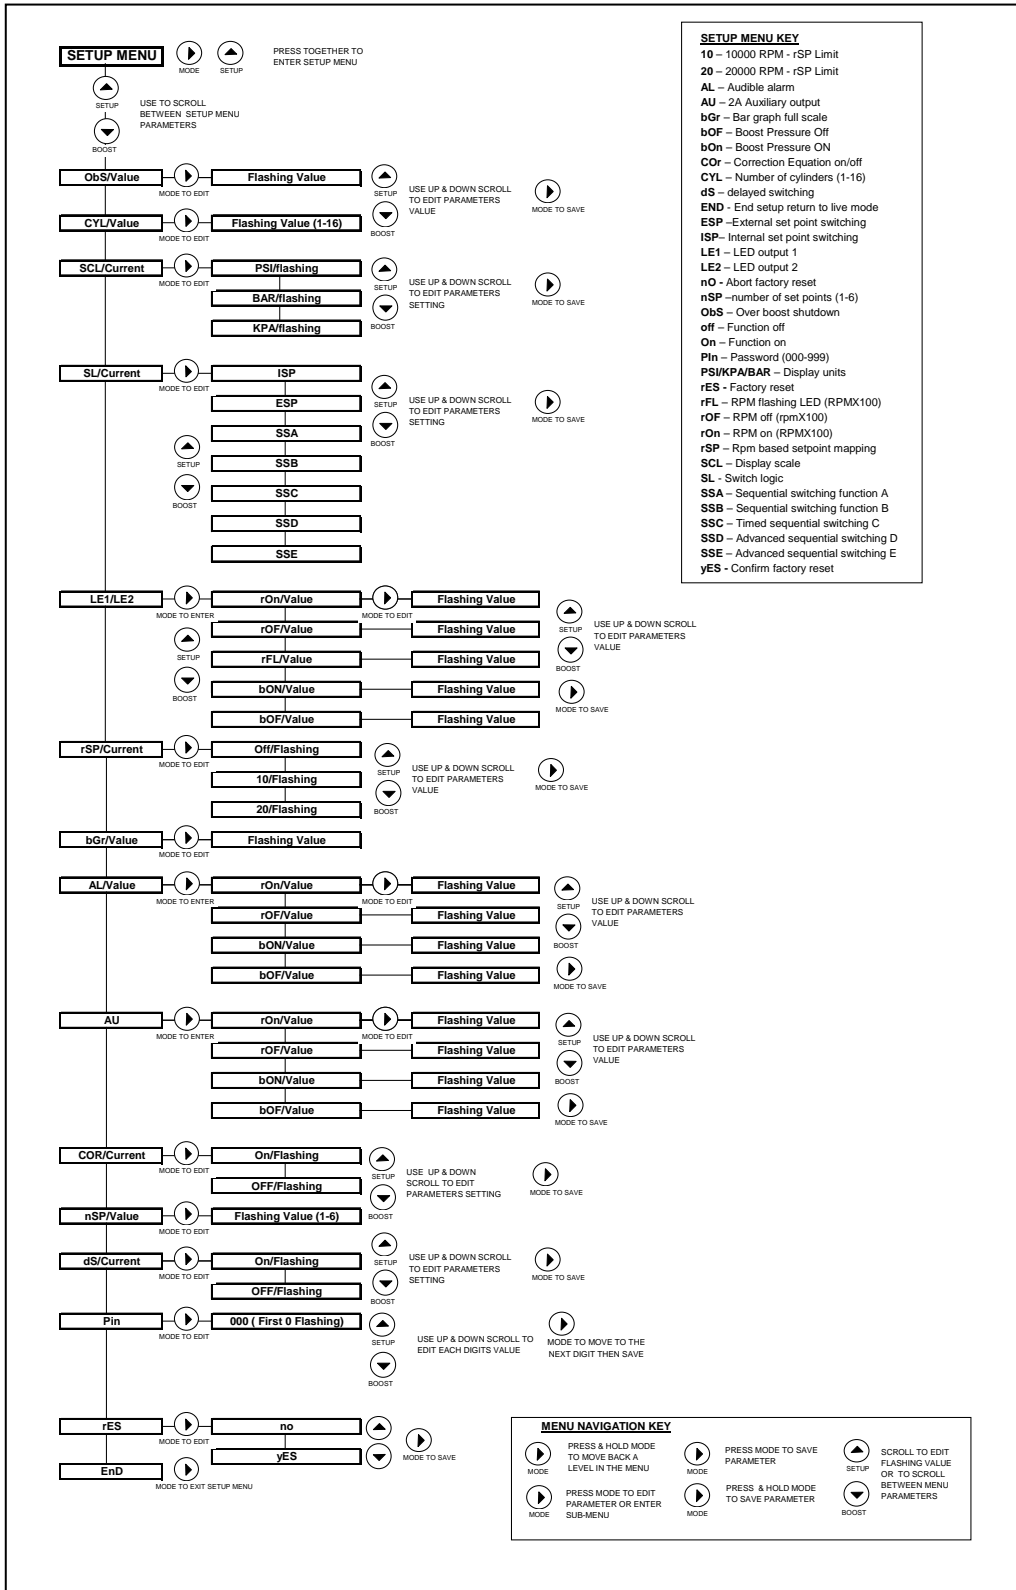 SETUP MENU
MODE
SETUP
PRESS TOGETHER TO
ENTER SETUP MENU
SETUP
BOOST
USE TO SCROLL
BETWEEN SETUP MENU
PARAMETERS
ObS/Value
MODE TO EDIT
Flashing Value
CYL/Value
MODE TO EDIT
Flashing Value (1-16)
SETUP
BOOST
USE UP & DOWN SCROLL
TO EDIT PARAMETERS
VALUE
MODE TO SAVE
SCL/Current
MODE TO EDIT
PSI/flashing
BAR/flashing
KPA/flashing
SETUP
BOOST
USE UP & DOWN SCROLL
TO EDIT PARAMETERS
SETTING
MODE TO SAVE
SL/Current
MODE TO EDIT
ISP
ESP
SSA
SSB
SSC
SSD
SSE
SETUP
BOOST
SETUP
BOOST
USE UP & DOWN SCROLL
TO EDIT PARAMETERS
SETTING
MODE TO SAVE
LE1/LE2
MODE TO ENTER
SETUP
BOOST
rOn/Value
MODE TO EDIT
Flashing Value
rOF/Value
Flashing Value
rFL/Value
Flashing Value
bON/Value
Flashing Value
bOF/Value
Flashing Value
SETUP
BOOST
USE UP & DOWN SCROLL
TO EDIT PARAMETERS
VALUE
MODE TO SAVE
rSP/Current
MODE TO EDIT
Off/Flashing
10/Flashing
20/Flashing
SETUP
BOOST
USE UP & DOWN SCROLL
TO EDIT PARAMETERS
VALUE
MODE TO SAVE
bGr/Value
MODE TO EDIT
Flashing Value
AL/Value
MODE TO ENTER
rOn/Value
MODE TO EDIT
Flashing Value
rOF/Value
Flashing Value
bON/Value
Flashing Value
bOF/Value
Flashing Value
SETUP
BOOST
USE UP & DOWN SCROLL
TO EDIT PARAMETERS
VALUE
MODE TO SAVE
AU
MODE TO ENTER
rOn/Value
MODE TO EDIT
Flashing Value
rOF/Value
Flashing Value
bON/Value
Flashing Value
bOF/Value
Flashing Value
SETUP
BOOST
USE UP & DOWN SCROLL
TO EDIT PARAMETERS
VALUE
MODE TO SAVE
COR/Current
MODE TO EDIT
On/Flashing
OFF/Flashing
nSP/Value
MODE TO EDIT
Flashing Value (1-6)
SETUP
BOOST
USE UP & DOWN
SCROLL TO EDIT
PARAMETERS SETTING
MODE TO SAVE
dS/Current
MODE TO EDIT
On/Flashing
OFF/Flashing
SETUP
BOOST
USE UP & DOWN SCROLL
TO EDIT PARAMETERS
SETTING
MODE TO SAVE
Pin
MODE TO EDIT
000 ( First 0 Flashing)
SETUP
BOOST
USE UP & DOWN SCROLL TO
EDIT EACH DIGITS VALUE
MODE TO MOVE TO THE
NEXT DIGIT THEN SAVE
rES
MODE TO EDIT
no
yES
MODE TO SAVE
EnD
MODE TO EXIT SETUP MENU
SETUP MENU KEY
10 – 10000 RPM - rSP Limit
20 – 20000 RPM - rSP Limit
AL – Audible alarm
AU – 2A Auxiliary output
bGr – Bar graph full scale
bOF – Boost Pressure Off
bOn – Boost Pressure ON
COr – Correction Equation on/off
CYL – Number of cylinders (1-16)
dS – delayed switching
END - End setup return to live mode
ESP –External set point switching
ISP– Internal set point switching
LE1 – LED output 1
LE2 – LED output 2
nO - Abort factory reset
nSP –number of set points (1-6)
ObS – Over boost shutdown
off – Function off
On – Function on
PIn – Password (000-999)
PSI/KPA/BAR – Display units
rES - Factory reset
rFL – RPM flashing LED (RPMX100)
rOF – RPM off (rpmX100)
rOn – RPM on (RPMX100)
rSP – Rpm based setpoint mapping
SCL – Display scale
SL - Switch logic
SSA – Sequential switching function A
SSB – Sequential switching function B
SSC – Timed sequential switching C
SSD – Advanced sequential switching D
SSE – Advanced sequential switching E
yES - Confirm factory reset
MENU NAVIGATION KEY
MODE
PRESS & HOLD MODE
TO MOVE BACK A
LEVEL IN THE MENU
MODE
PRESS MODE TO SAVE
PARAMETER
MODE
PRESS MODE TO EDIT
PARAMETER OR ENTER
SUB-MENU
MODE
PRESS & HOLD MODE
TO SAVE PARAMETER
SETUP
BOOST
SCROLL TO EDIT
FLASHING VALUE
OR TO SCROLL
BETWEEN MENU
PARAMETERS